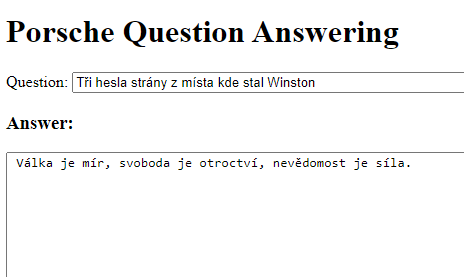 Porsche Question Answering
Question: Tři hesla strány z místa kde stal Winston
Answer:
Válka je mír, svoboda je otroctví, nevědomost je síla.